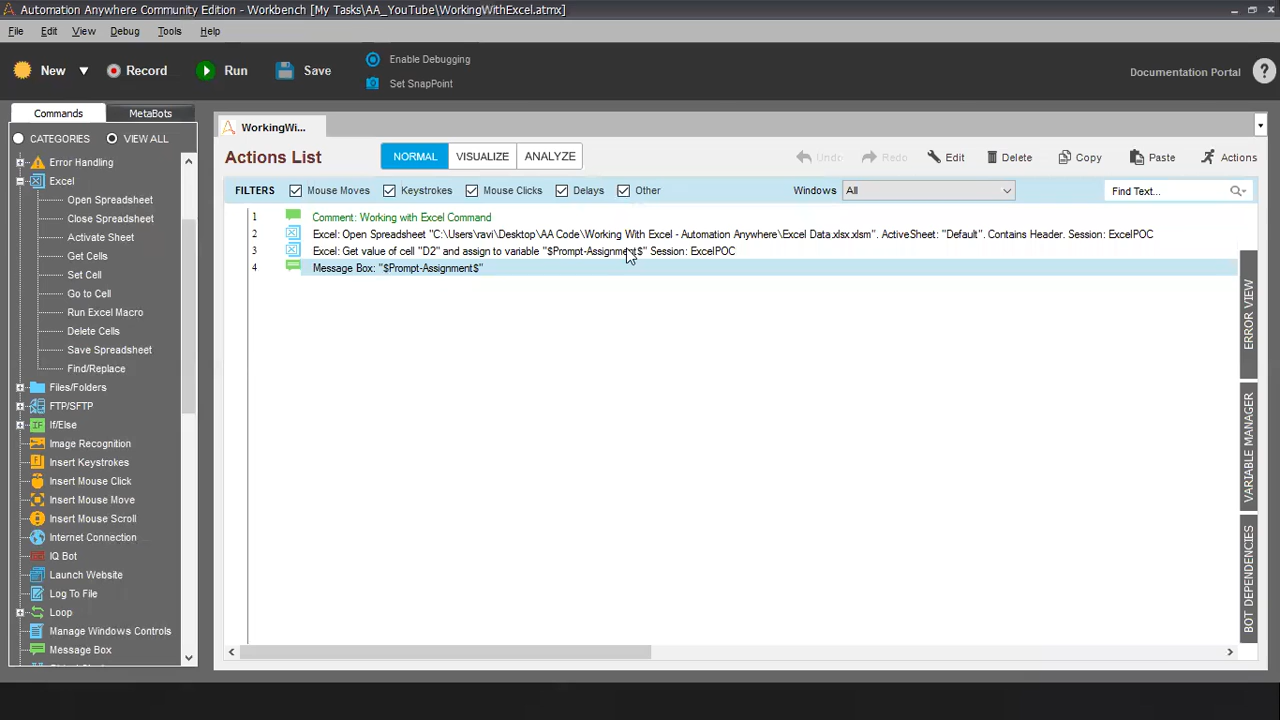 Automation Anywhere Community Edition - Workbench [My Tasks\AA_YouTube\WorkingWithExcel.atmx]
File Edit View Debug Tools Help
New Record Run Save
Enable Debugging
Set SnapPoint
Documentation Portal ?
Commands MetaBots
CATEGORIES VIEW ALL
Error Handling
Excel
Open Spreadsheet
Close Spreadsheet
Activate Sheet
Get Cells
Set Cell
Go to Cell
Run Excel Macro
Delete Cells
Save Spreadsheet
Find/Replace
Files/Folders
FTP/SFTP
If/Else
Image Recognition
Insert Keystrokes
Insert Mouse Click
Insert Mouse Move
Insert Mouse Scroll
Internet Connection
IQ Bot
Launch Website
Log To File
Loop
Manage Windows Controls
Message Box
WorkingWi...
Actions List NORMAL VISUALIZE ANALYZE Undo Redo Edit Delete Copy Paste Actions
FILTERS Mouse Moves Keystrokes Mouse Clicks Delays Other Windows All Find Text...
1 Comment: Working with Excel Command
2 Excel: Open Spreadsheet "C:\Users\ravi\Desktop\AA Code\Working With Excel - Automation Anywhere\Excel Data.xlsx.xlsm". ActiveSheet: "Default". Contains Header. Session: ExcelPOC
3 Excel: Get value of cell "D2" and assign to variable "$Prompt-Assignment$" Session: ExcelPOC
4 Message Box: "$Prompt-Assignment$"
ERROR VIEW
VARIABLE MANAGER
BOT DEPENDENCIES